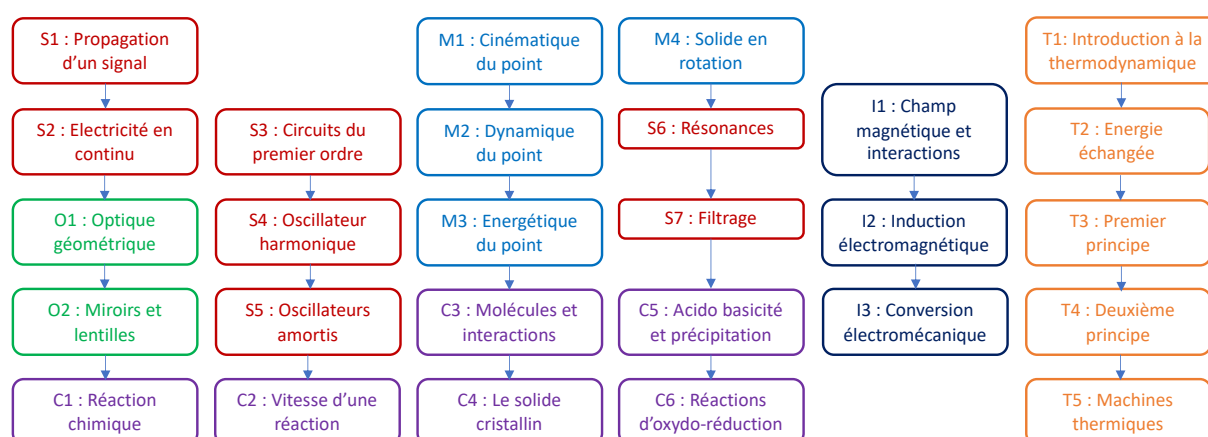 S1 : Propagation
d'un signal
S2 : Electricité en
continu
O1 : Optique
géométrique
O2 : Miroirs et
lentilles
C1 : Réaction
chimique
S3 : Circuits du
premier ordre
S4 : Oscillateur
harmonique
S5 : Oscillateurs
amortis
C2 : Vitesse d'une
réaction
M1 : Cinématique
du point
M2 : Dynamique
du point
M3 : Energétique
du point
C3 : Molécules et
interactions
C4 : Le solide
cristallin
M4 : Solide en
rotation
S6 : Résonances
S7 : Filtrage
C5 : Acido basicité
et précipitation
C6 : Réactions
d'oxydo-réduction
I1 : Champ
magnétique et
interactions
I2 : Induction
électromagnétique
I3 : Conversion
électromécanique
T1: Introduction à la
thermodynamique
T2 : Energie
échangée
T3 : Premier
principe
T4 : Deuxième
principe
T5 : Machines
thermiques